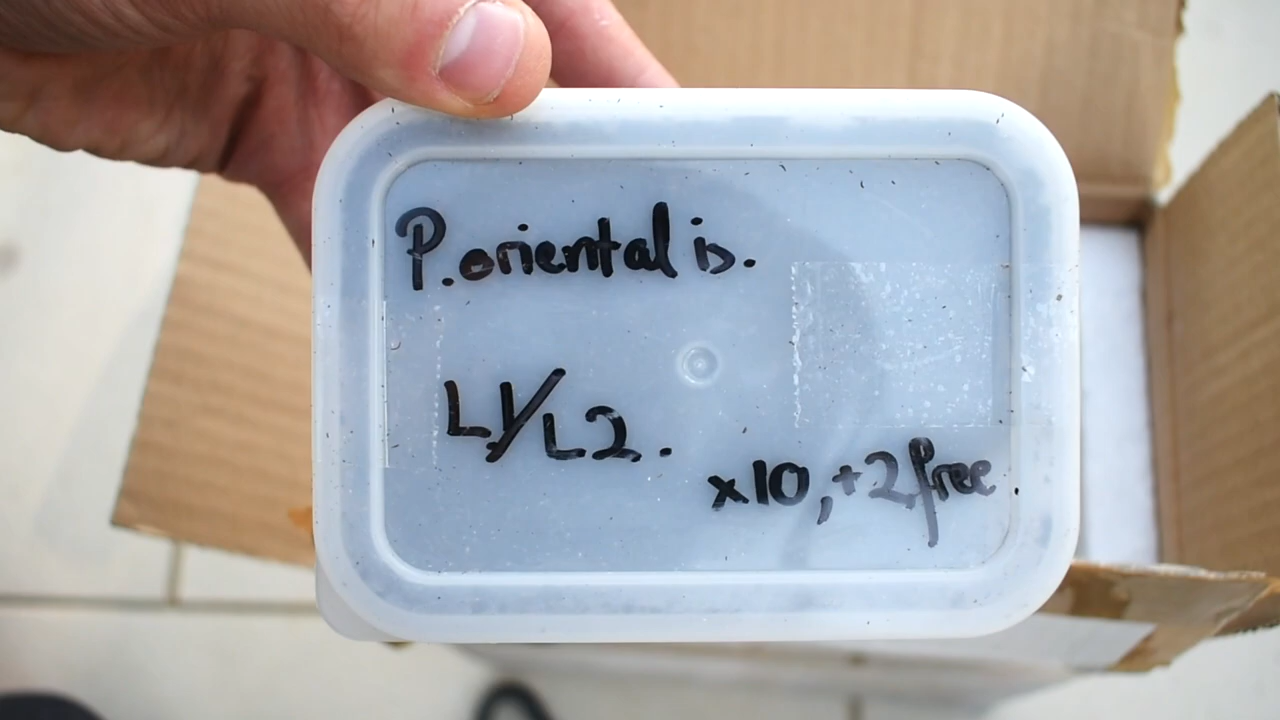 P. orientalis.
L1/L2.
x10, +2 free